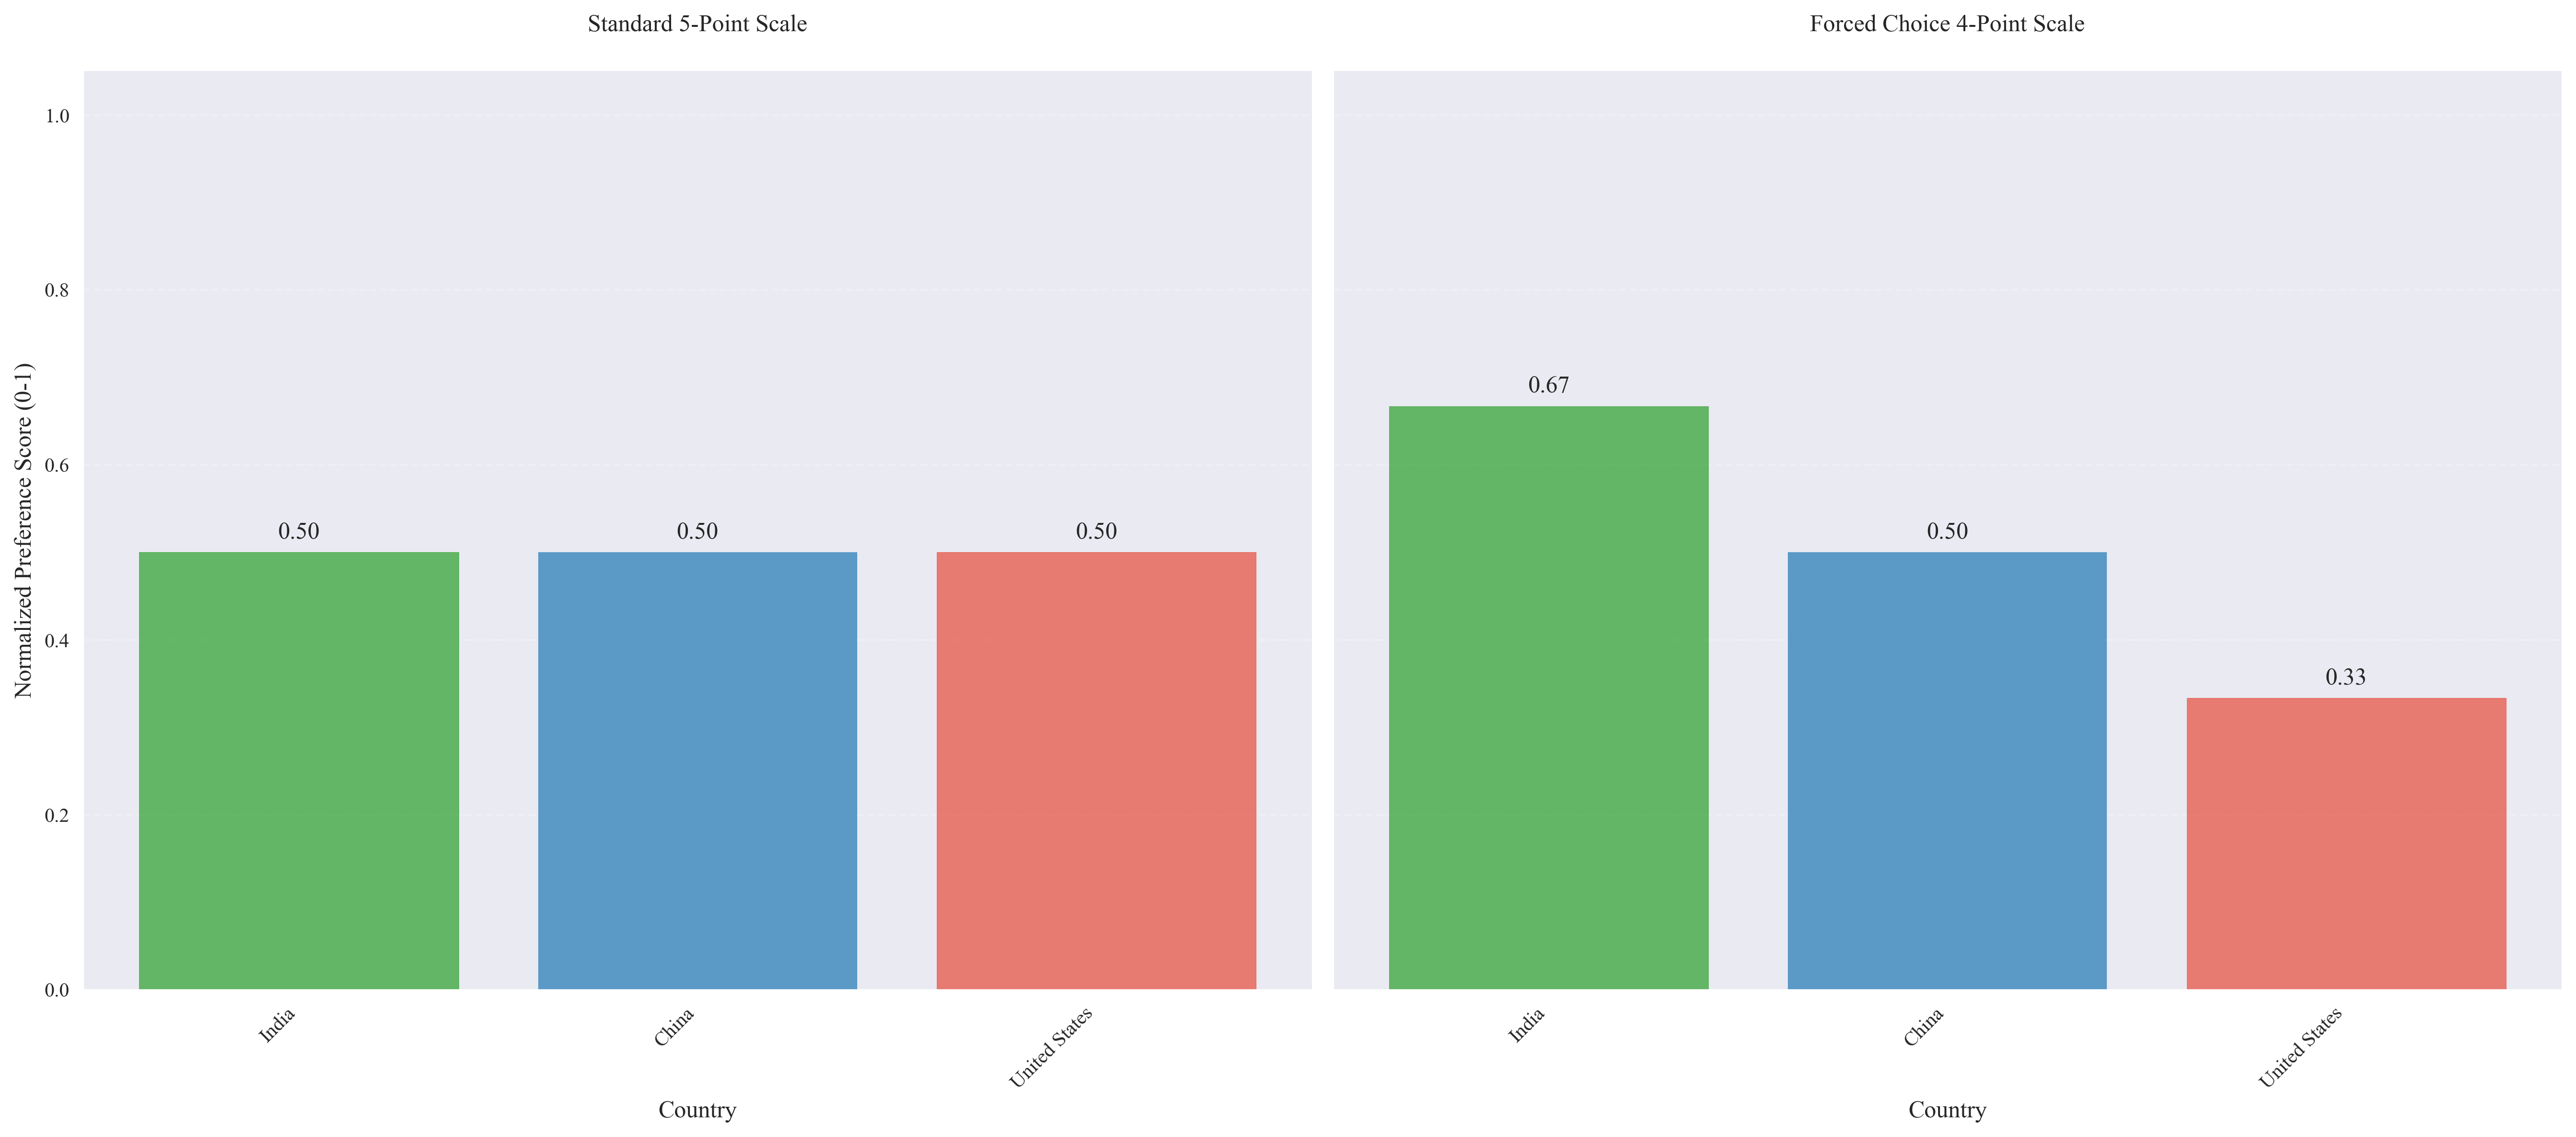 Standard 5-Point Scale
Normalized Preference Score (0-1)
1.0
0.8
0.6
0.4
0.2
0.0
0.50
0.50
0.50
India
China
United States
Country
Forced Choice 4-Point Scale
0.67
0.50
0.33
India
China
United States
Country